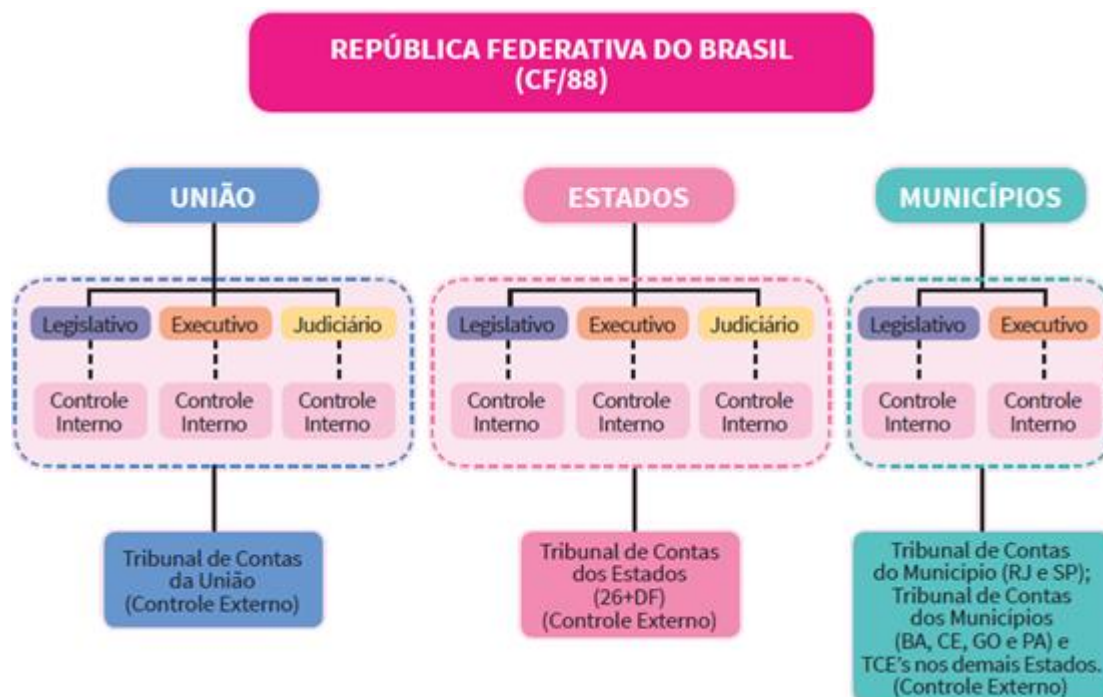 REPÚBLICA FEDERATIVA DO BRASIL
(CF/88)
UNIÃO
Legislativo
Executivo
Judiciário
Controle
Interno
Controle
Interno
Controle
Interno
Tribunal de Contas
da União
(Controle Externo)
ESTADOS
Legislativo
Executivo
Judiciário
Controle
Interno
Controle
Interno
Controle
Interno
Tribunal de Contas
dos Estados
(26+DF)
(Controle Externo)
MUNICÍPIOS
Legislativo
Executivo
Controle
Interno
Controle
Interno
Tribunal de Contas
do Município (RJ e SP);
Tribunal de Contas
dos Municípios
(BA, CE, GO e PA) e
TCE's nos demais Estados.
(Controle Externo)